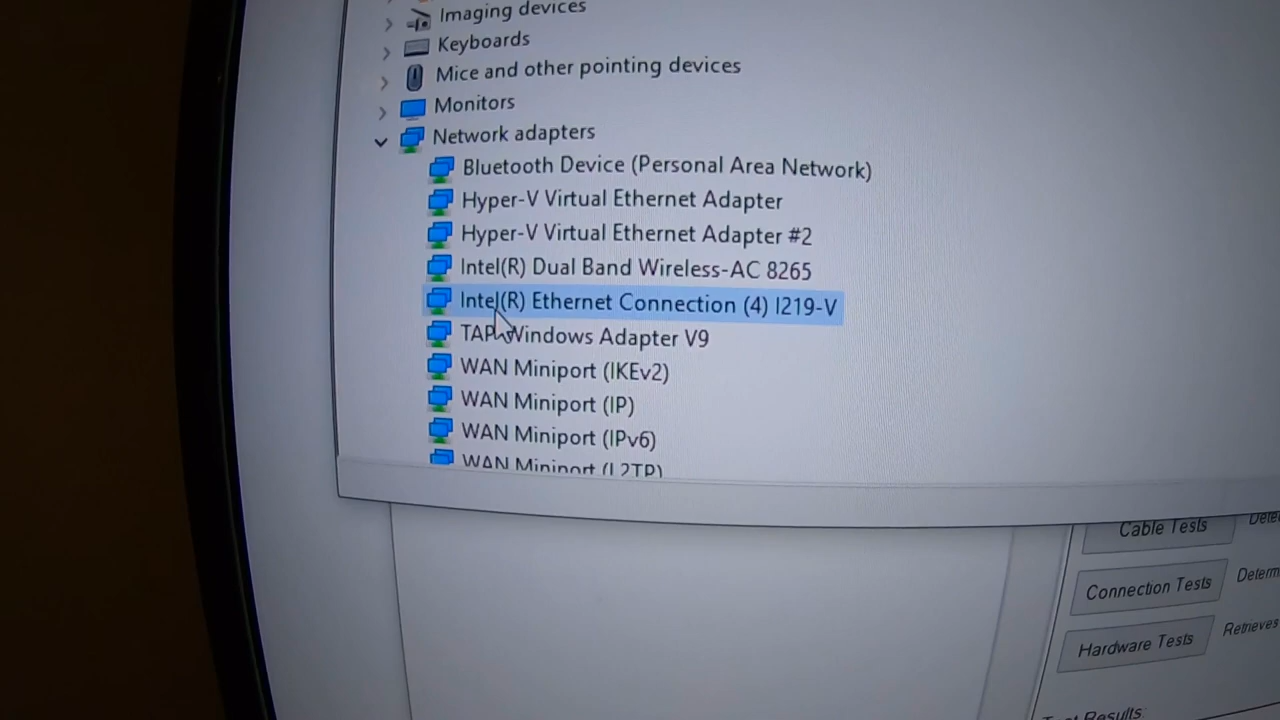 Imaging devices
Keyboards
Mice and other pointing devices
Monitors
Network adapters
Bluetooth Device (Personal Area Network)
Hyper-V Virtual Ethernet Adapter
Hyper-V Virtual Ethernet Adapter #2
Intel(R) Dual Band Wireless-AC 8265
Intel(R) Ethernet Connection (4) I219-V
TAP-Windows Adapter V9
WAN Miniport (IKEv2)
WAN Miniport (IP)
WAN Miniport (IPv6)
WAN Miniport (L2TP)
Cable Tests
Connection Tests Determ
Hardware Tests Retrieves
Test Results